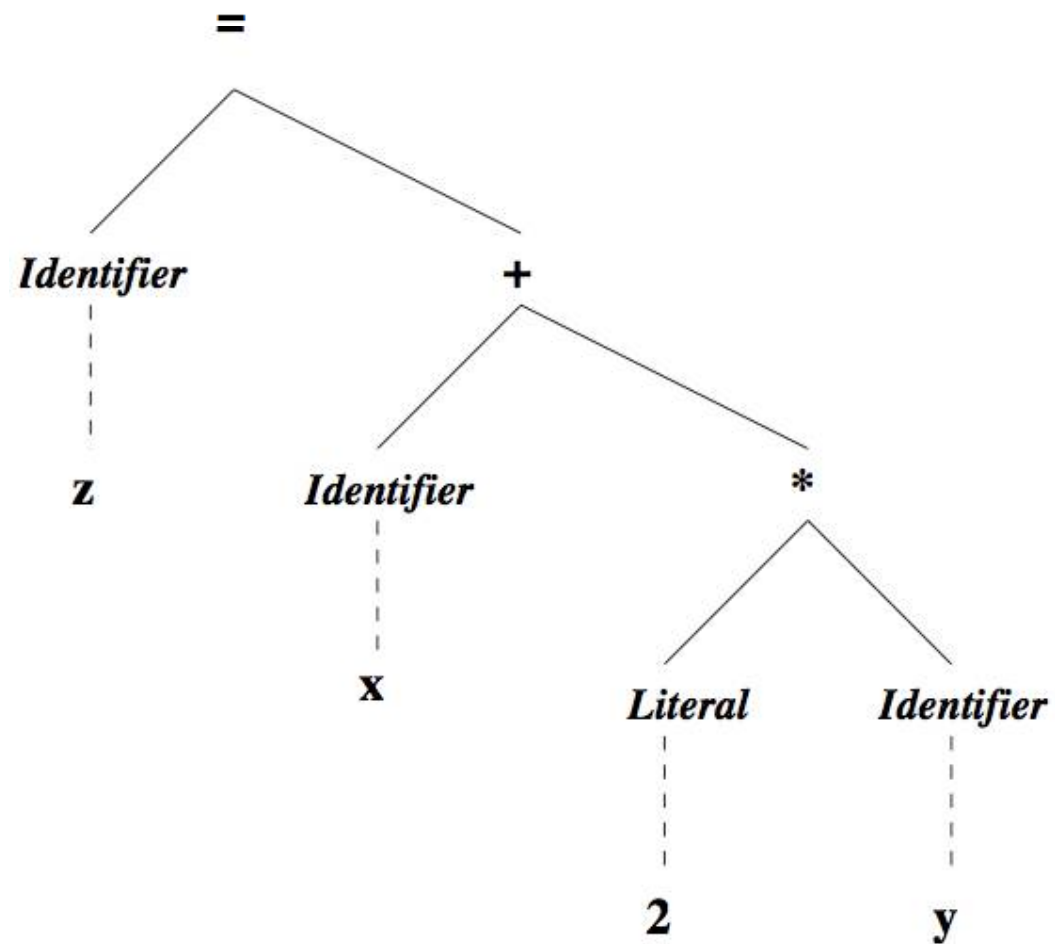 =
Identifier +
z Identifier *
x Literal Identifier
2 y